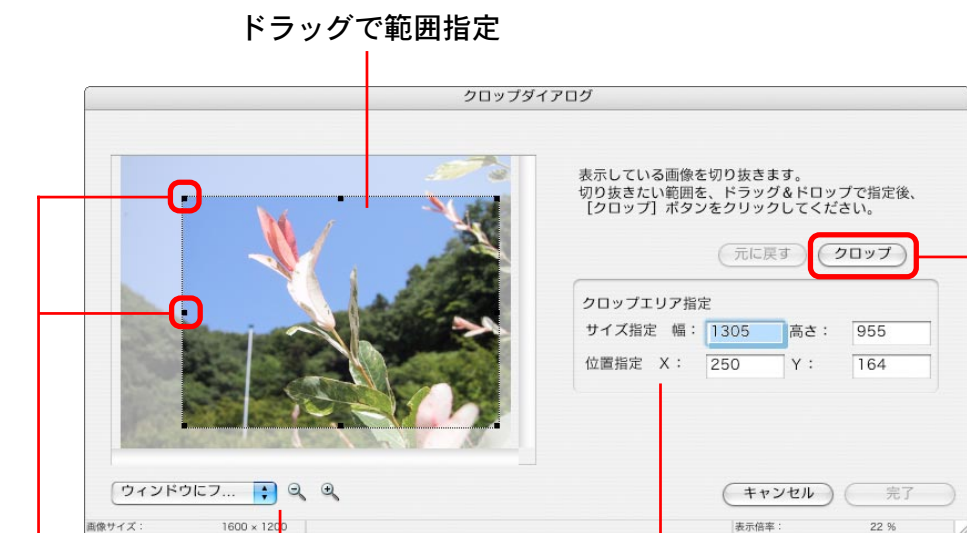 ドラッグで範囲指定
クロップダイアログ
表示している画像を切り抜きます。
切り抜きたい範囲を、ドラッグ&ドロップで指定後、
［クロップ］ボタンをクリックしてください。
元に戻す クロップ
クロップエリア指定
サイズ指定 幅： 1305 高さ： 955
位置指定 X： 250 Y： 164
ウィンドウにフ...
キャンセル 完了
画像サイズ： 1600 × 1200 表示倍率： 22 %